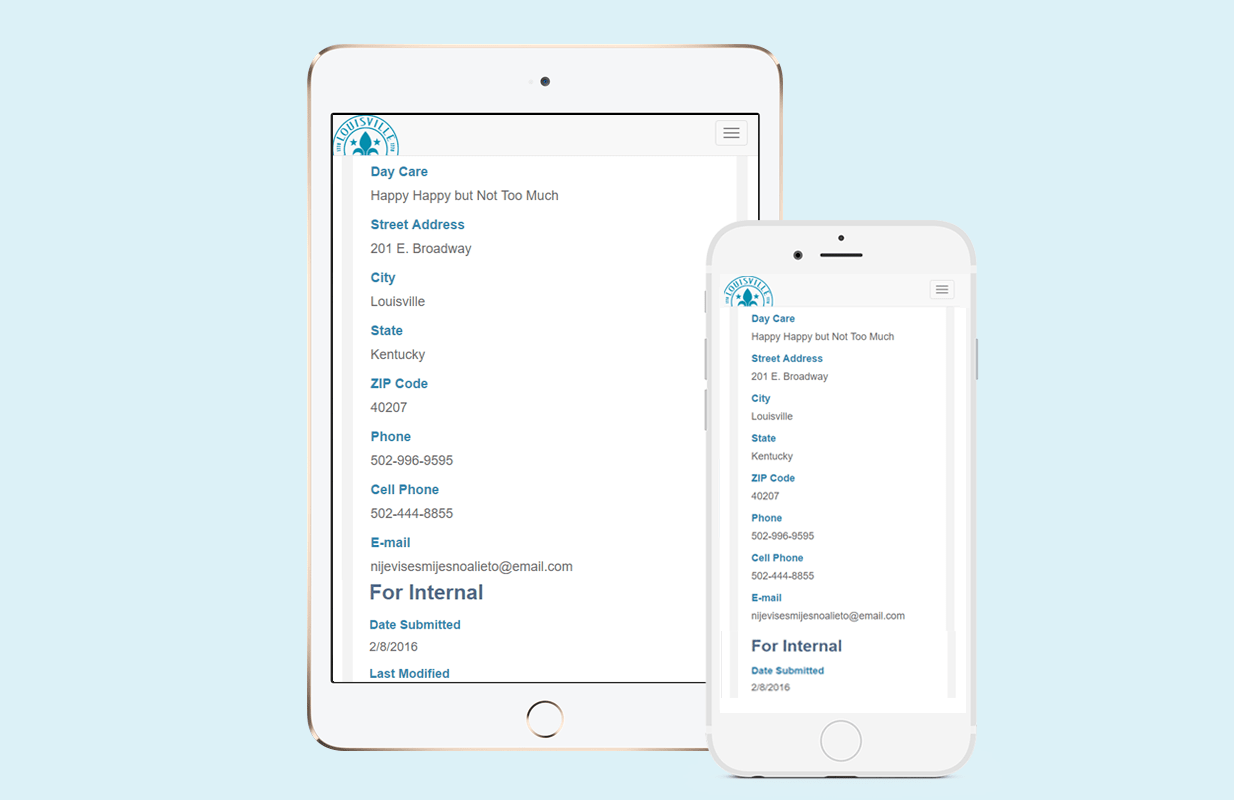 LOUISVILLE
Day Care
Happy Happy but Not Too Much
Street Address
201 E. Broadway
City
Louisville
State
Kentucky
ZIP Code
40207
Phone
502-996-9595
Cell Phone
502-444-8855
E-mail
nijevisesmijesnoalieto@email.com
For Internal
Date Submitted
2/8/2016
Last Modified
LOUISVILLE
Day Care
Happy Happy but Not Too Much
Street Address
201 E. Broadway
City
Louisville
State
Kentucky
ZIP Code
40207
Phone
502-996-9595
Cell Phone
502-444-8855
E-mail
nijevisesmijesnoalieto@email.com
For Internal
Date Submitted
2/8/2016